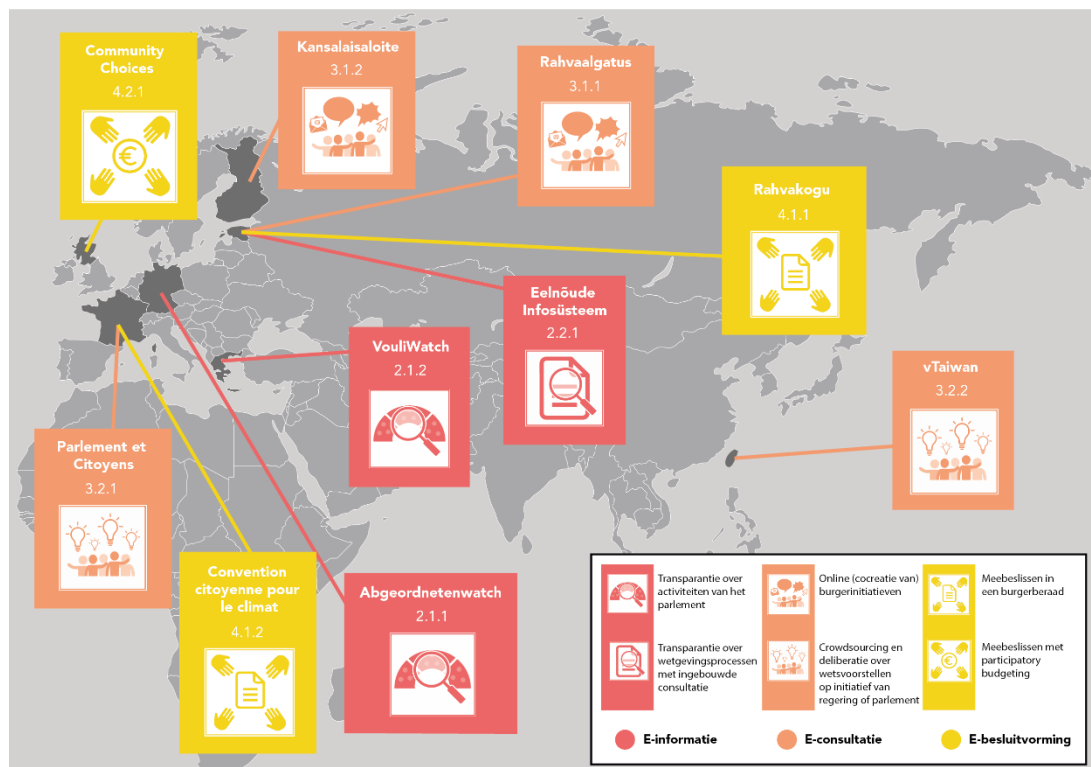 Community
Choices
4.2.1
Kansalaisaloite
3.1.2
Rahvaalgatus
3.1.1
Rahvakogu
4.1.1
Eelnõude
Infosüsteem
2.2.1
VouliWatch
2.1.2
vTaiwan
3.2.2
Parlement et
Citoyens
3.2.1
Convention
citoyenne pour
le climat
4.1.2
Abgeordnetenwatch
2.1.1
Transparantie over
activiteiten van het
parlement
Online (cocreatie van)
burgerinitiatieven
Meebeslissen in
een burgerberaad
Transparantie over
wetgevingsprocessen
met ingebouwde
consultatie
Crowdsourcing en
deliberatie over
wetsvoorstellen
op initiatief van
regering of parlement
Meebeslissen met
participatory
budgeting
E-informatie
E-consultatie
E-besluitvorming